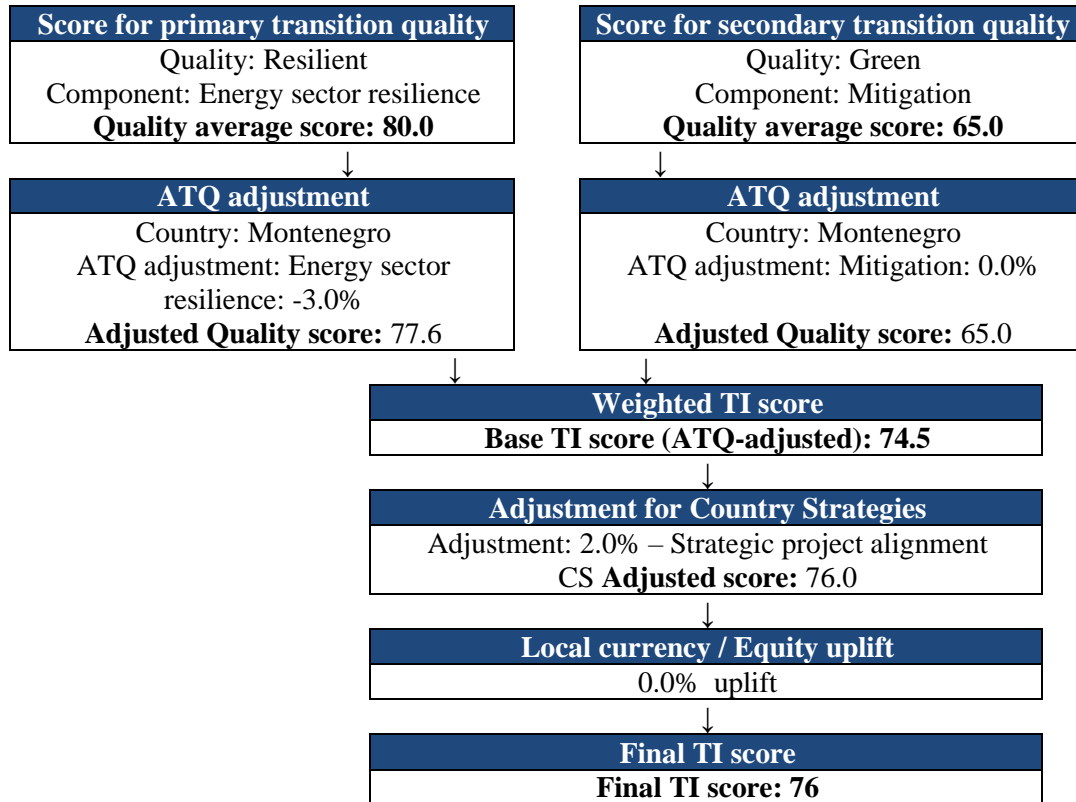 Score for primary transition quality
Quality: Resilient
Component: Energy sector resilience
Quality average score: 80.0
↓
ATQ adjustment
Country: Montenegro
ATQ adjustment: Energy sector
resilience: -3.0%
Adjusted Quality score: 77.6
Score for secondary transition quality
Quality: Green
Component: Mitigation
Quality average score: 65.0
↓
ATQ adjustment
Country: Montenegro
ATQ adjustment: Mitigation: 0.0%
Adjusted Quality score: 65.0
↓ ↓
Weighted TI score
Base TI score (ATQ-adjusted): 74.5
↓
Adjustment for Country Strategies
Adjustment: 2.0% – Strategic project alignment
CS Adjusted score: 76.0
↓
Local currency / Equity uplift
0.0% uplift
↓
Final TI score
Final TI score: 76